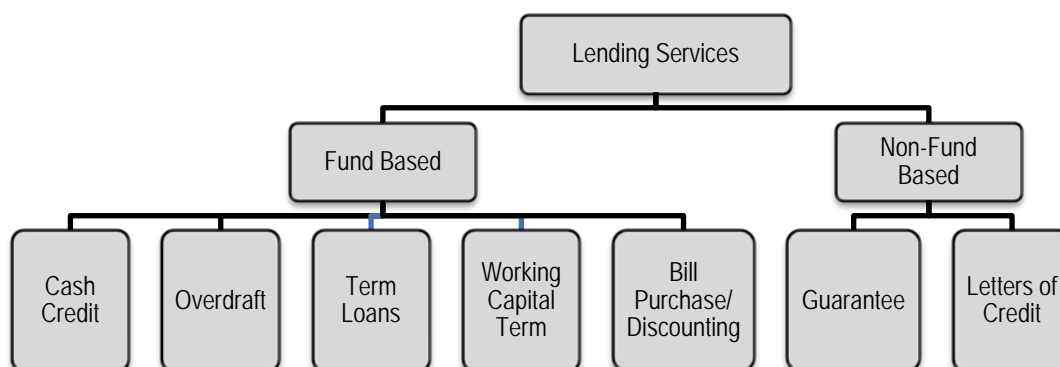 Lending Services
Fund Based
Non-Fund
Based
Cash
Credit
Overdraft
Term
Loans
Working
Capital
Term
Bill
Purchase/
Discounting
Guarantee
Letters of
Credit